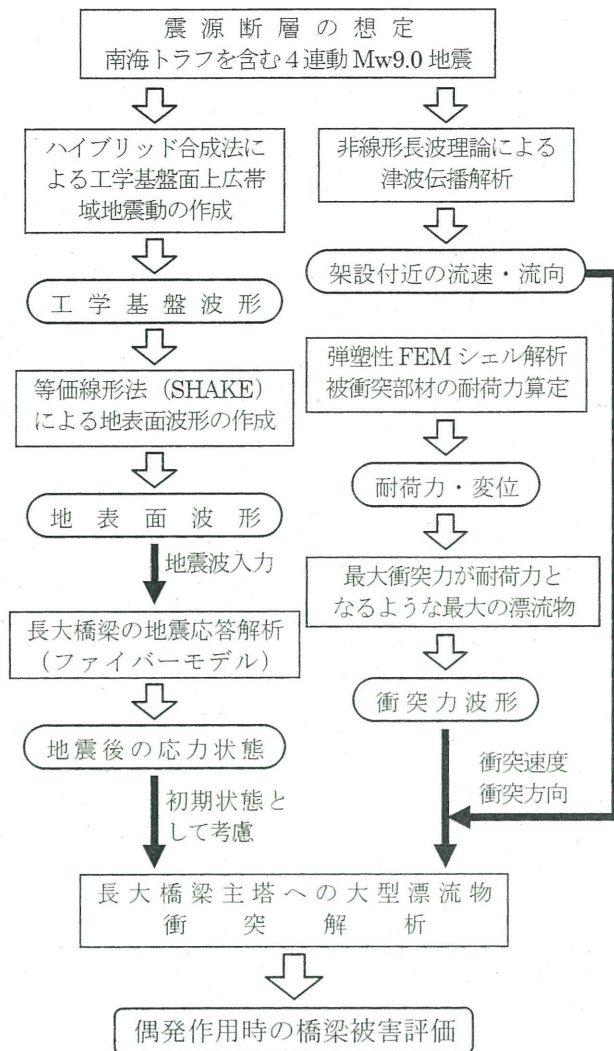 震源断層の想定
南海トラフを含む4連動Mw9.0地震
ハイブリッド合成法に
よる工学基盤面上広帯
域地震動の作成
工学基盤波形
等価線形法（SHAKE）
による地表面波形の作成
地表面波形
地震波入力
長大橋梁の地震応答解析
（ファイバーモデル）
地震後の応力状態
初期状態と
して考慮
非線形長波理論による
津波伝播解析
架設付近の流速・流向
弾塑性FEMシェル解析
被衝突部材の耐荷力算定
耐荷力・変位
最大衝突力が耐荷力と
なるような最大の漂流物
衝突力波形
衝突速度
衝突方向
長大橋梁主塔への大型漂流物
衝突解析
偶発作用時の橋梁被害評価